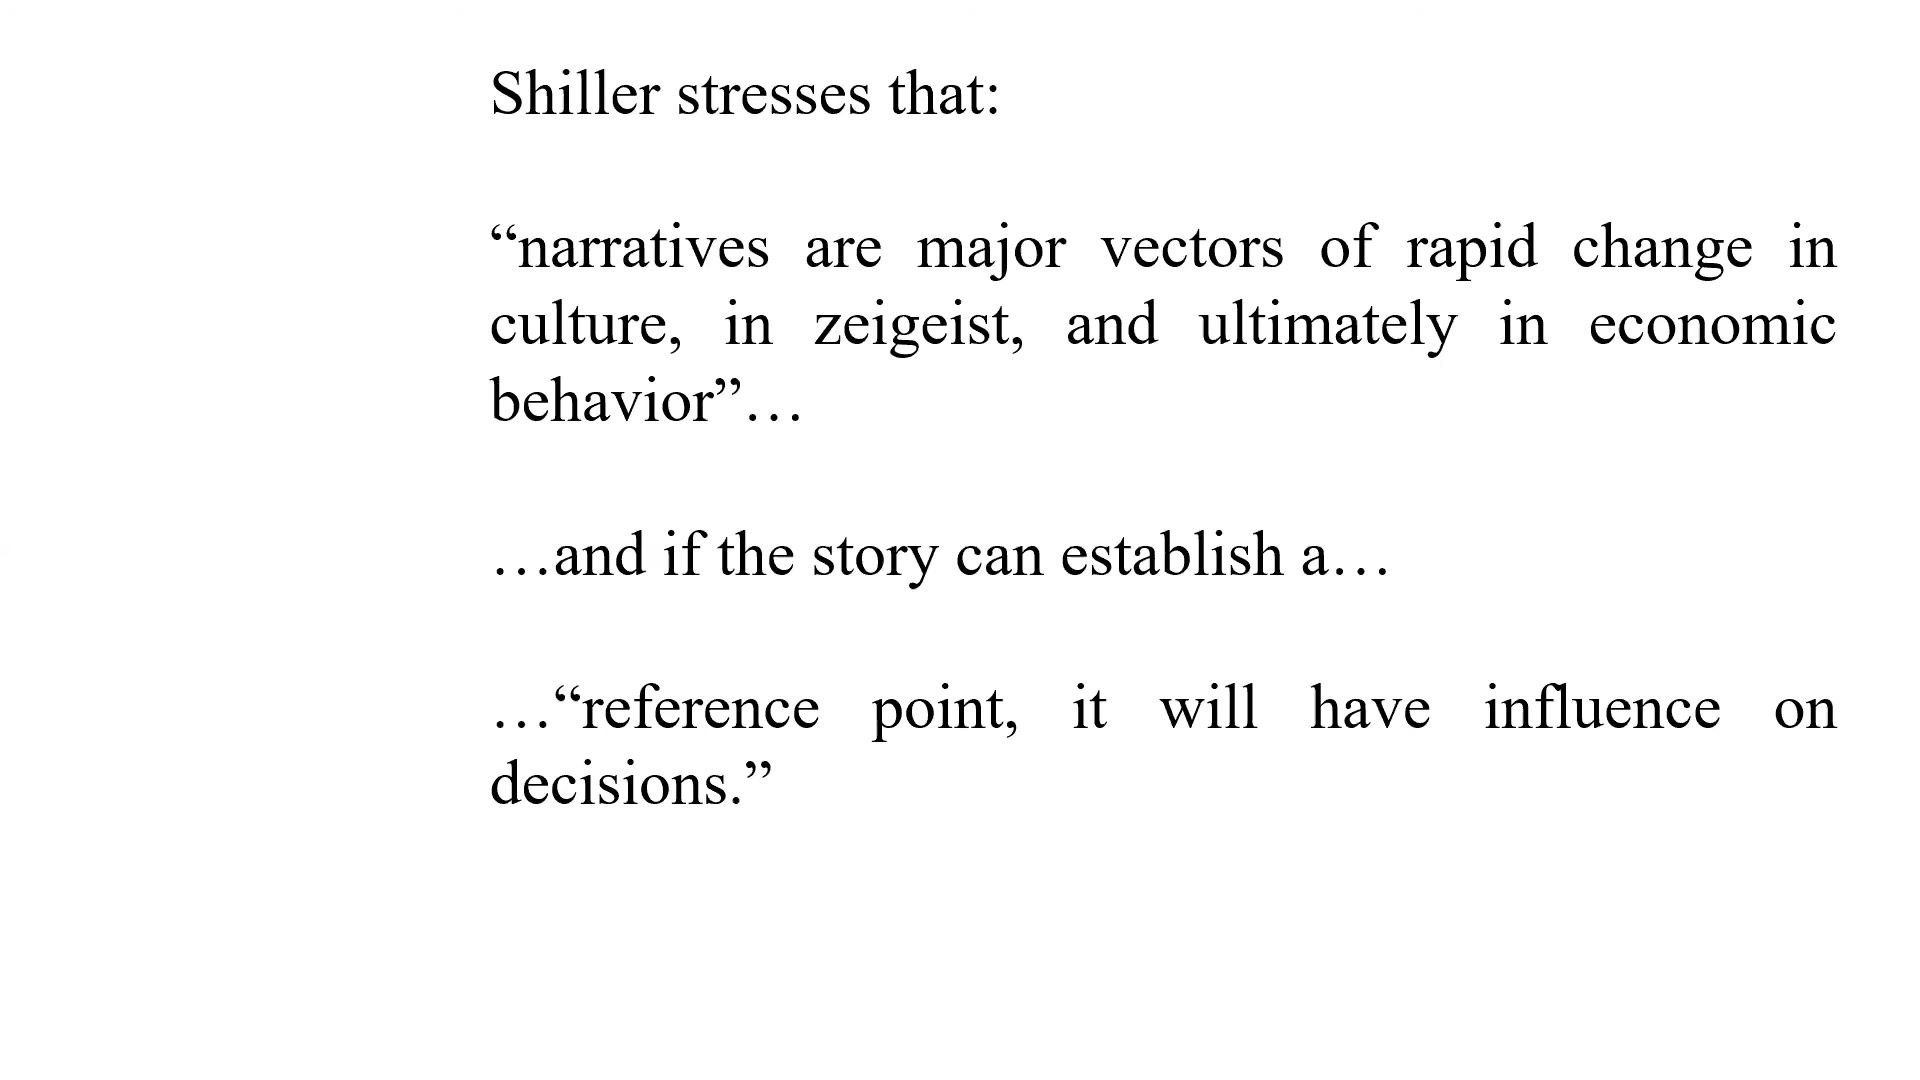 Shiller stresses that:
“narratives are major vectors of rapid change in
culture, in zeigeist, and ultimately in economic
behavior”…
…and if the story can establish a…
…“reference point, it will have influence on
decisions.”